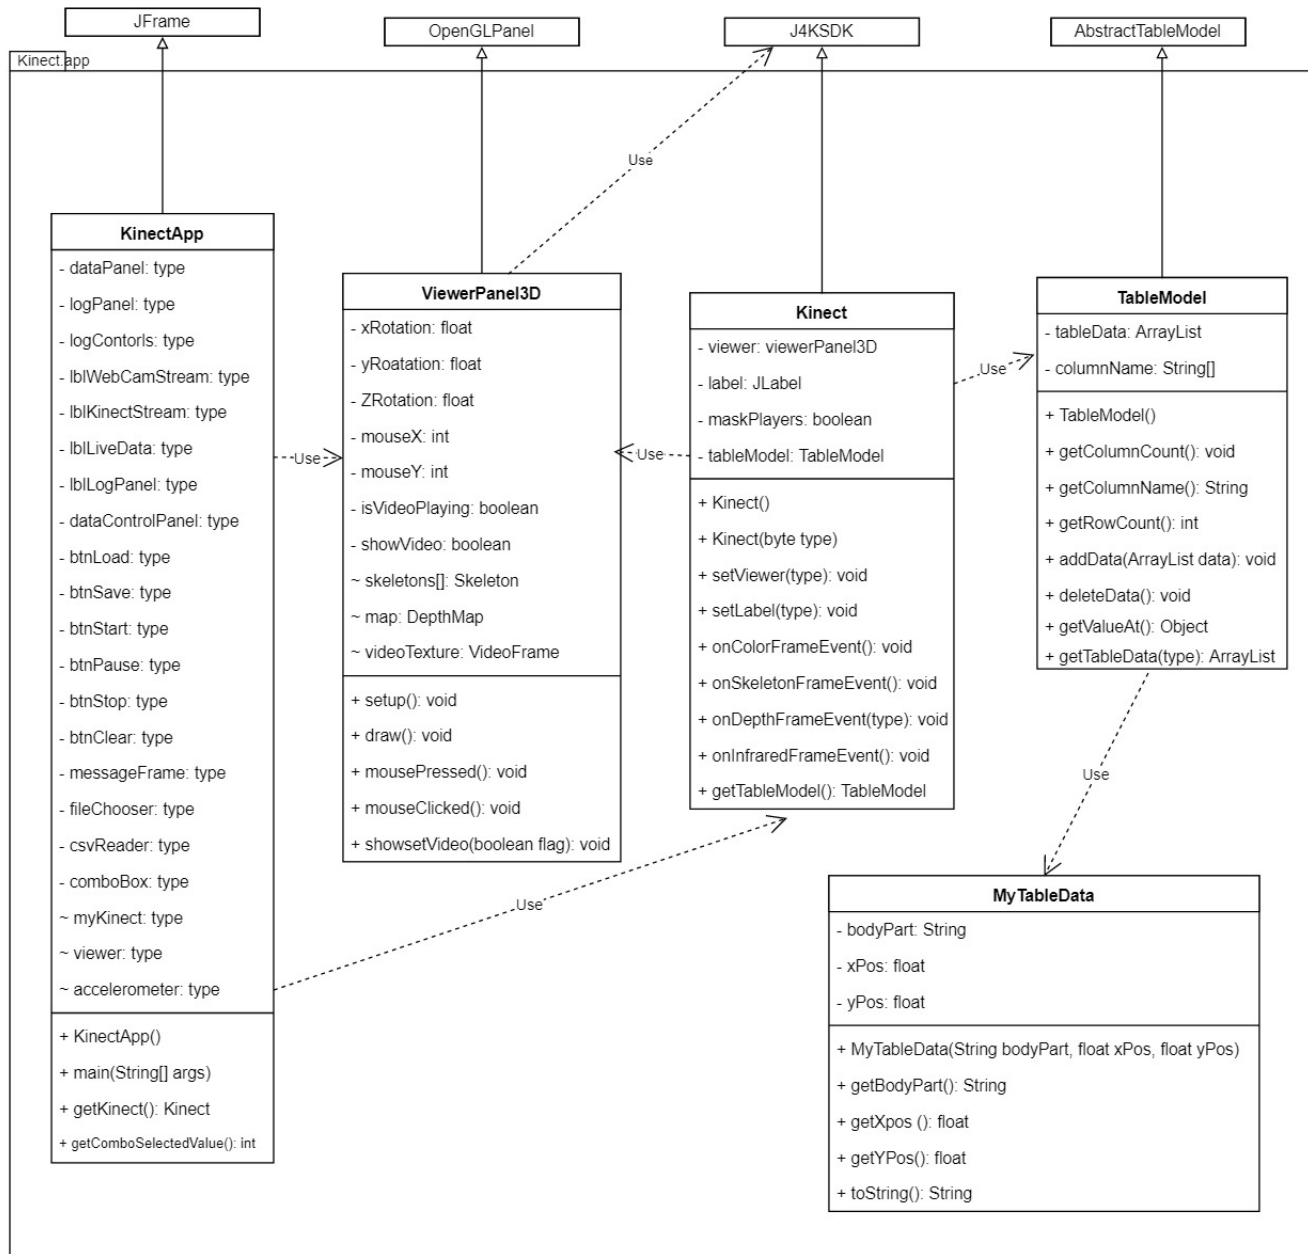 JFrame
OpenGLPanel
J4KSDK
AbstractTableModel
Kinect.app
Use
KinectApp
- dataPanel: type
- logPanel: type
- logContorls: type
- lblWebCamStream: type
- lblKinectStream: type
- lblLiveData: type
- lblLogPanel: type
- dataControlPanel: type
- btnLoad: type
- btnSave: type
- btnStart: type
- btnPause: type
- btnStop: type
- btnClear: type
- messageFrame: type
- fileChooser: type
- csvReader: type
- comboBox: type
~ myKinect: type
~ viewer: type
~ accelerometer: type
+ KinectApp()
+ main(String[] args)
+ getKinect(): Kinect
+ getComboSelectedValue(): int
Use
ViewerPanel3D
- xRotation: float
- yRoatation: float
- ZRotation: float
- mouseX: int
- mouseY: int
- isVideoPlaying: boolean
- showVideo: boolean
~ skeletons[]: Skeleton
~ map: DepthMap
~ videoTexture: VideoFrame
+ setup(): void
+ draw(): void
+ mousePressed(): void
+ mouseClicked(): void
+ showsetVideo(boolean flag): void
Use
Use
Kinect
- viewer: viewerPanel3D
- label: JLabel
- maskPlayers: boolean
- tableModel: TableModel
+ Kinect()
+ Kinect(byte type)
+ setViewer(type): void
+ setLabel(type): void
+ onColorFrameEvent(): void
+ onSkeletonFrameEvent(): void
+ onDepthFrameEvent(type): void
+ onInfraredFrameEvent(): void
+ getTableModel(): TableModel
Use
TableModel
- tableData: ArrayList
- columnName: String[]
+ TableModel()
+ getColumnCount(): void
+ getColumnName(): String
+ getRowCount(): int
+ addData(ArrayList data): void
+ deleteData(): void
+ getValueAt(): Object
+ getTableData(type): ArrayList
Use
MyTableData
- bodyPart: String
- xPos: float
- yPos: float
+ MyTableData(String bodyPart, float xPos, float yPos)
+ getBodyPart(): String
+ getXpos (): float
+ getYPos(): float
+ toString(): String